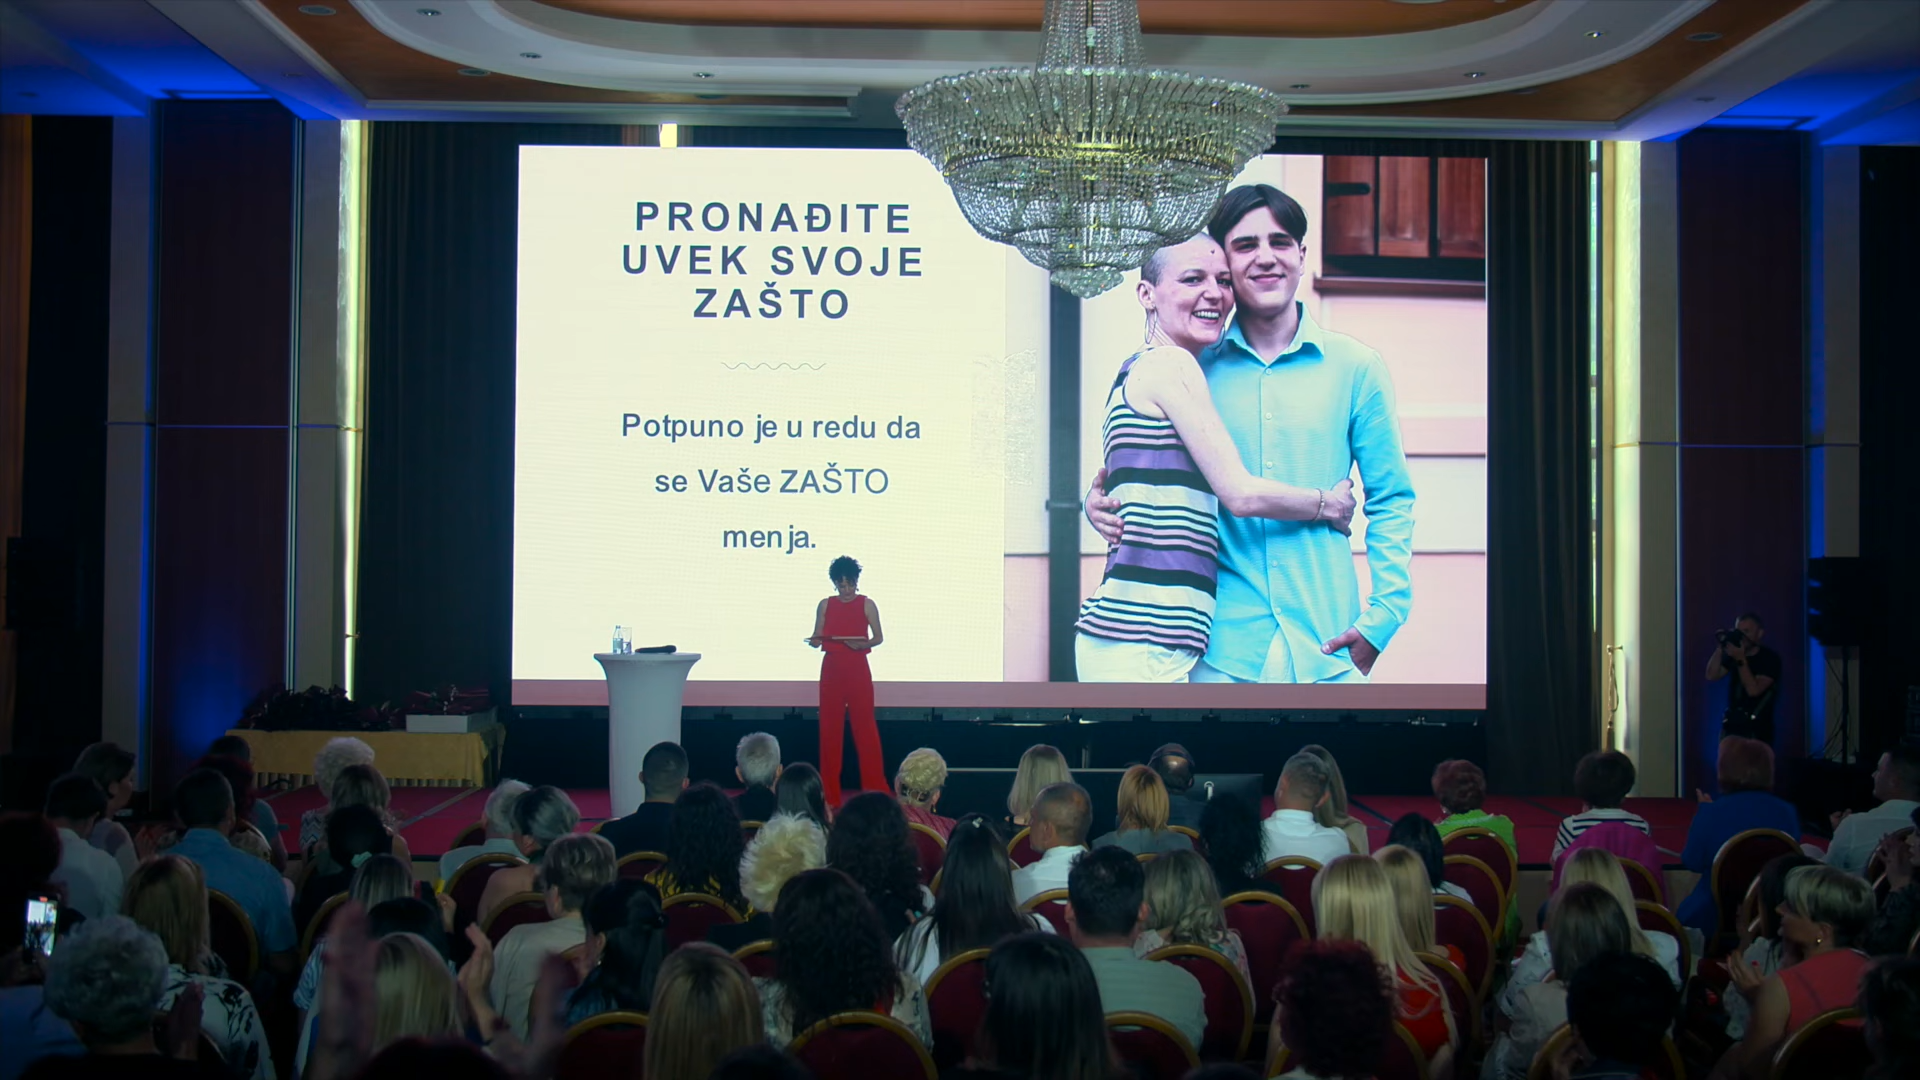 PRONAĐITE
UVEK SVOJE
ZAŠTO
Potpuno je u redu da
se Vaše ZAŠTO
menja.